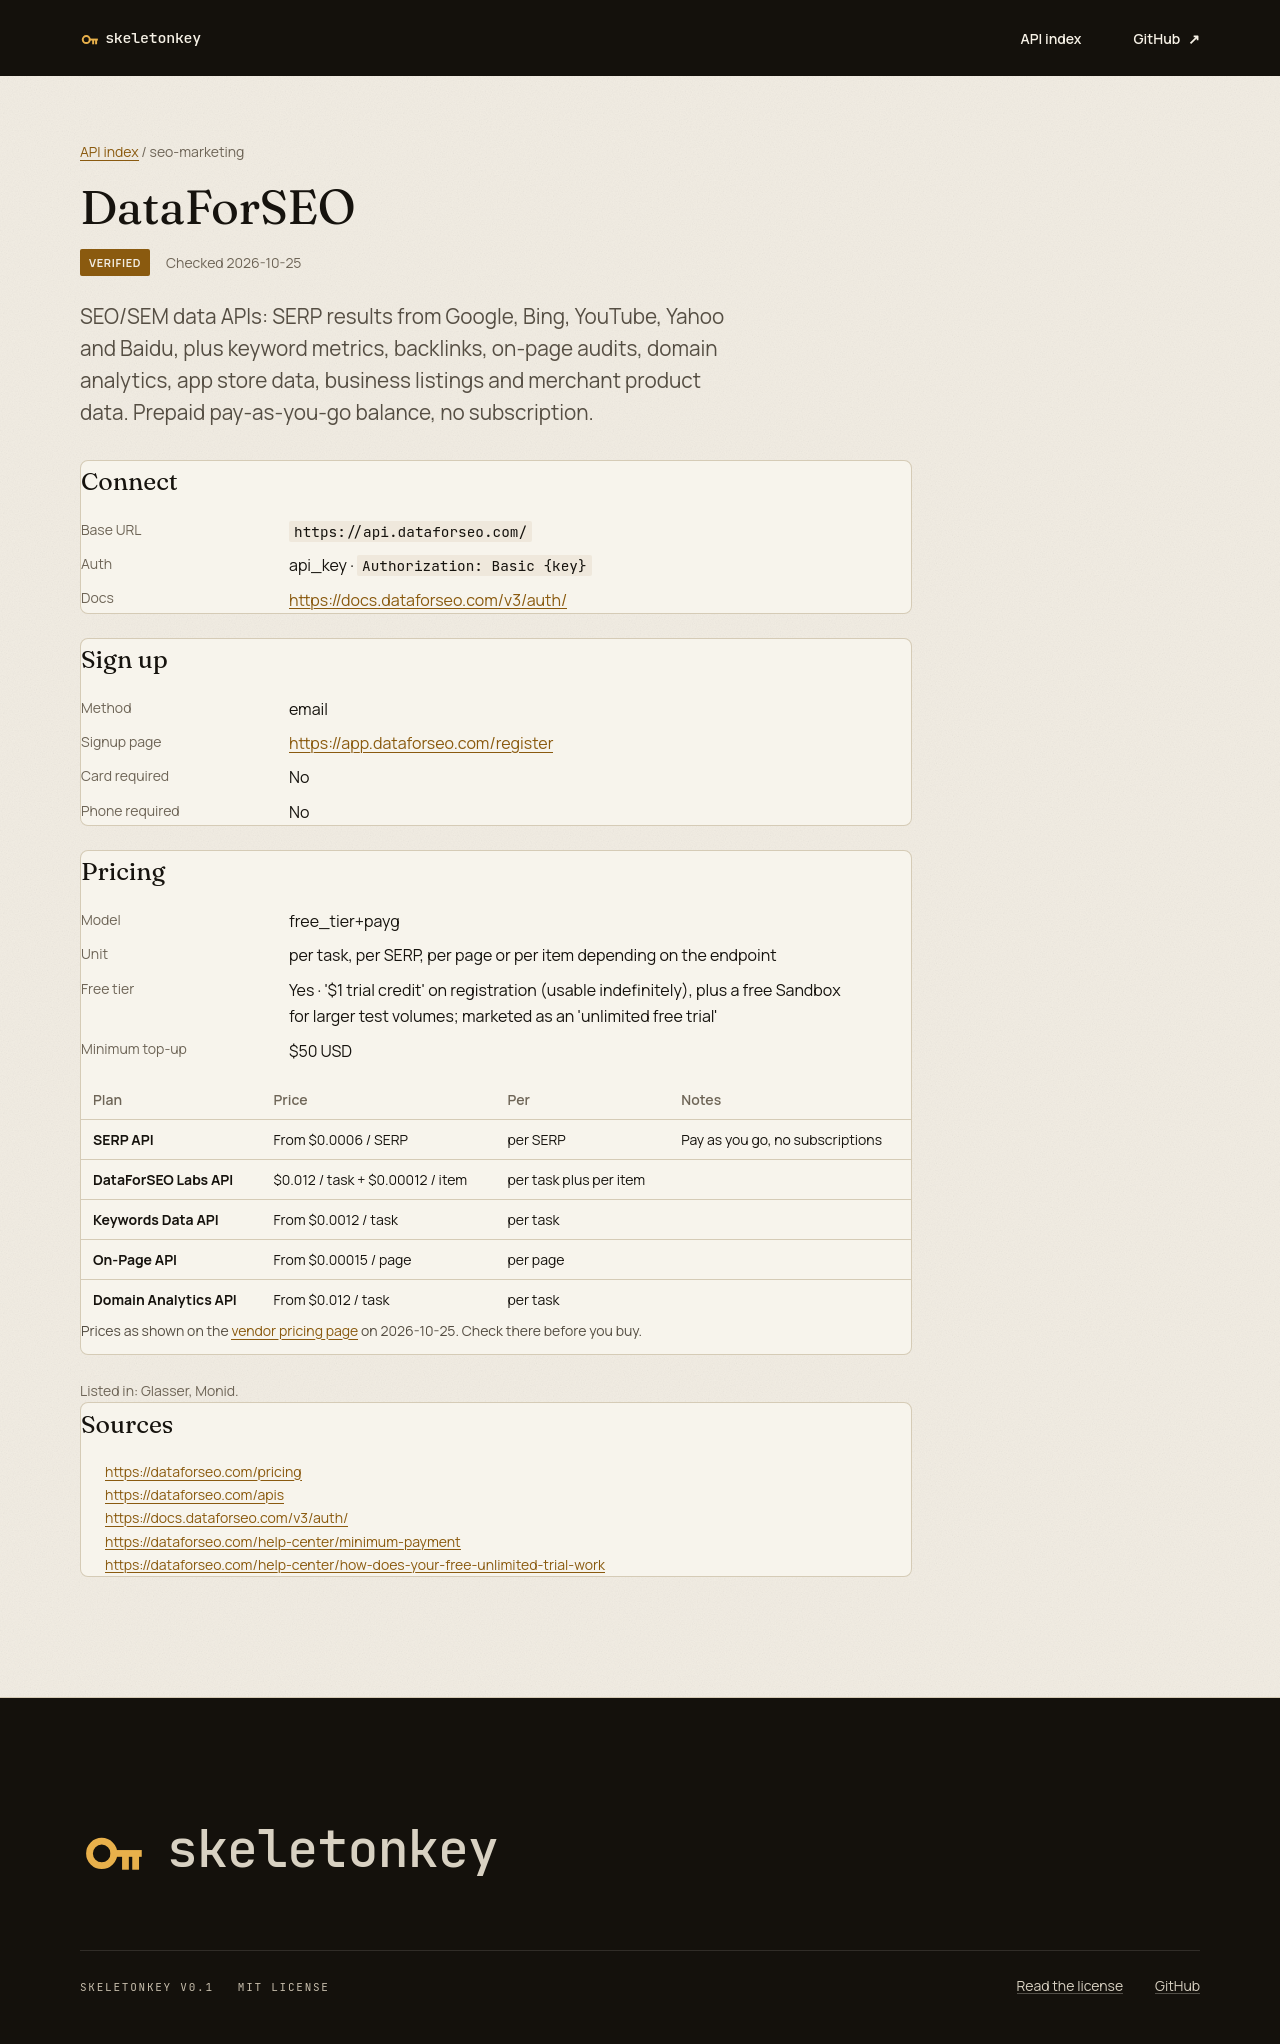 skeletonkey
API index GitHub ↗
API index / seo-marketing
DataForSEO
VERIFIED Checked 2026-10-25
SEO/SEM data APIs: SERP results from Google, Bing, YouTube, Yahoo
and Baidu, plus keyword metrics, backlinks, on-page audits, domain
analytics, app store data, business listings and merchant product
data. Prepaid pay-as-you-go balance, no subscription.
Connect
Base URL https://api.dataforseo.com/
Auth api_key · Authorization: Basic {key}
Docs https://docs.dataforseo.com/v3/auth/
Sign up
Method email
Signup page https://app.dataforseo.com/register
Card required No
Phone required No
Pricing
Model free_tier+payg
Unit per task, per SERP, per page or per item depending on the endpoint
Free tier Yes · '$1 trial credit' on registration (usable indefinitely), plus a free Sandbox
for larger test volumes; marketed as an 'unlimited free trial'
Minimum top-up $50 USD
Plan Price Per Notes
SERP API From $0.0006 / SERP per SERP Pay as you go, no subscriptions
DataForSEO Labs API $0.012 / task + $0.00012 / item per task plus per item
Keywords Data API From $0.0012 / task per task
On-Page API From $0.00015 / page per page
Domain Analytics API From $0.012 / task per task
Prices as shown on the vendor pricing page on 2026-10-25. Check there before you buy.
Listed in: Glasser, Monid.
Sources
https://dataforseo.com/pricing
https://dataforseo.com/apis
https://docs.dataforseo.com/v3/auth/
https://dataforseo.com/help-center/minimum-payment
https://dataforseo.com/help-center/how-does-your-free-unlimited-trial-work
skeletonkey
SKELETONKEY V0.1 MIT LICENSE Read the license GitHub